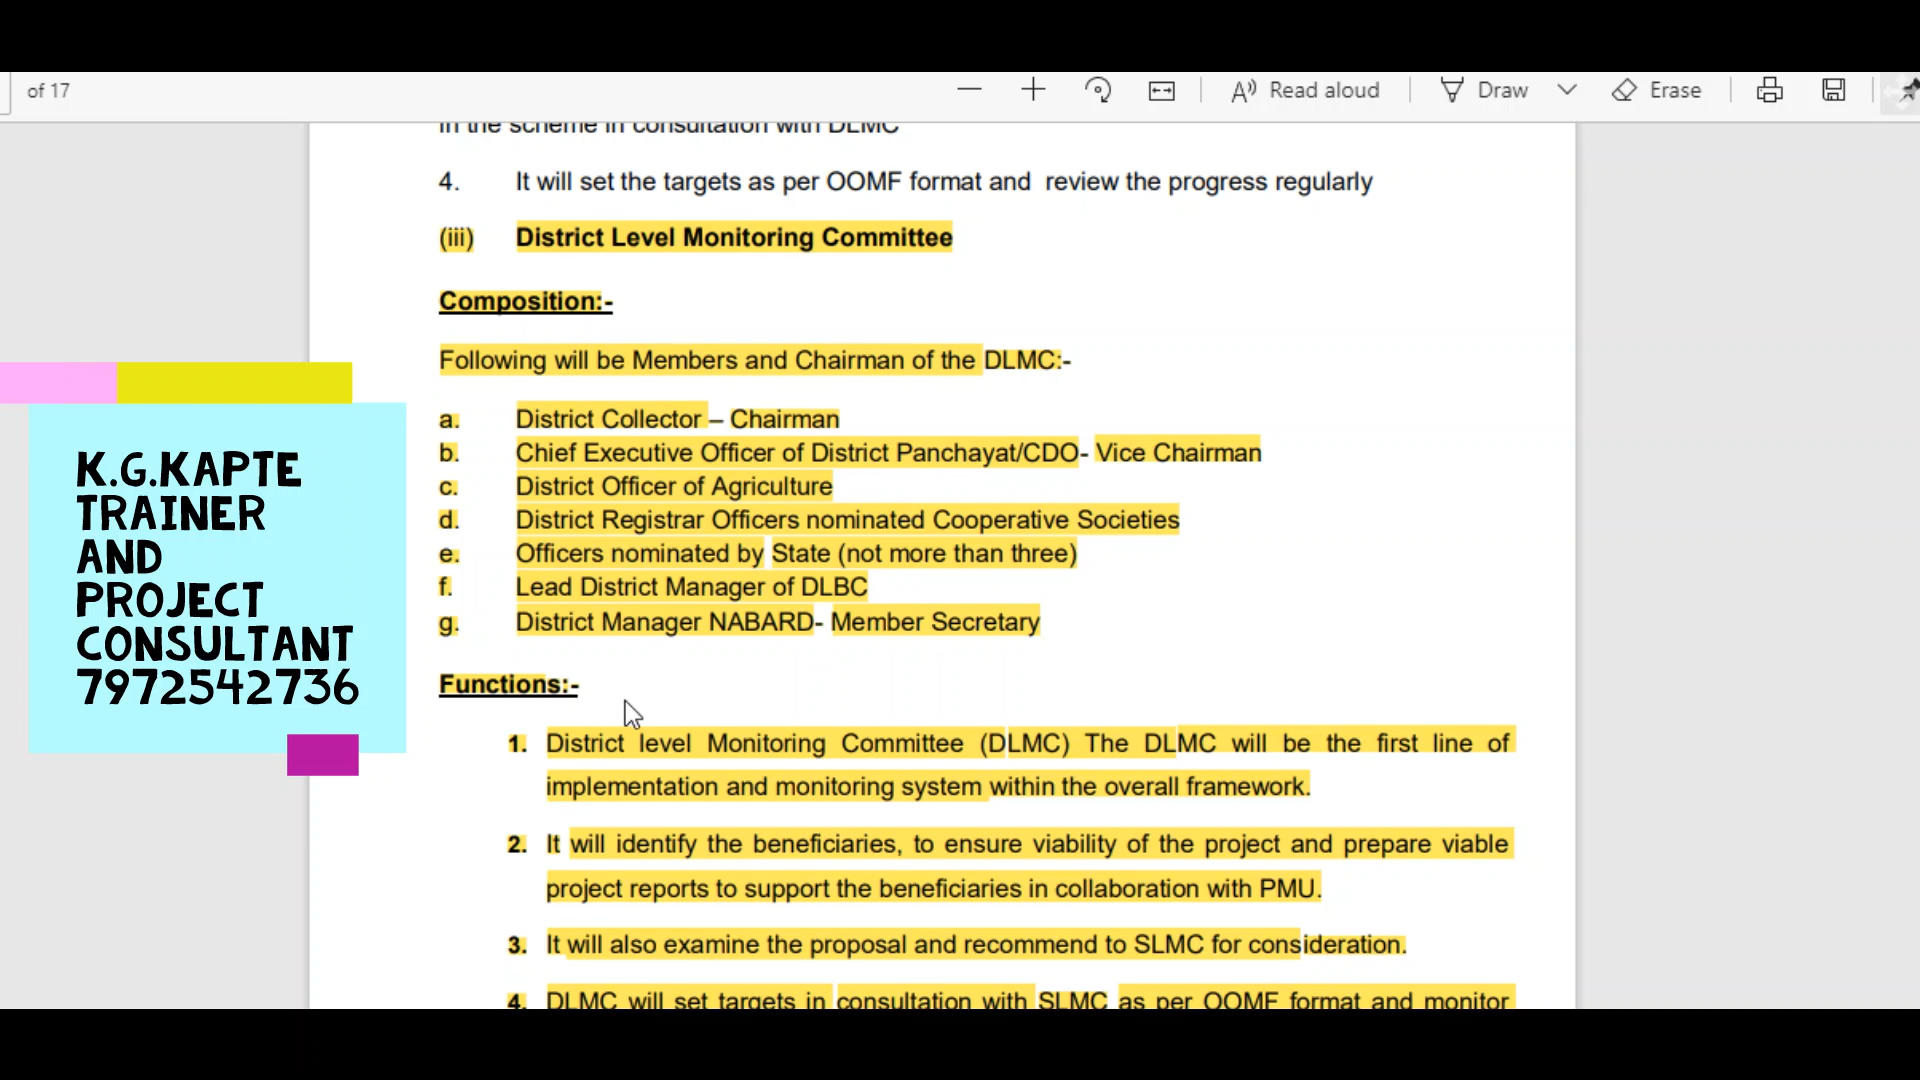 of 17
Read aloud
Draw
Erase
in the scheme in consultation with DLMC
4. It will set the targets as per OOMF format and review the progress regularly
(iii) District Level Monitoring Committee
Composition:-
Following will be Members and Chairman of the DLMC:-
a. District Collector – Chairman
b. Chief Executive Officer of District Panchayat/CDO- Vice Chairman
c. District Officer of Agriculture
d. District Registrar Officers nominated Cooperative Societies
e. Officers nominated by State (not more than three)
f. Lead District Manager of DLBC
g. District Manager NABARD- Member Secretary
Functions:-
1. District level Monitoring Committee (DLMC) The DLMC will be the first line of
implementation and monitoring system within the overall framework.
2. It will identify the beneficiaries, to ensure viability of the project and prepare viable
project reports to support the beneficiaries in collaboration with PMU.
3. It will also examine the proposal and recommend to SLMC for consideration.
4. DLMC will set targets in consultation with SLMC as per OOMF format and monitor
K.G.KAPTE
TRAINER
AND
PROJECT
CONSULTANT
7972542736